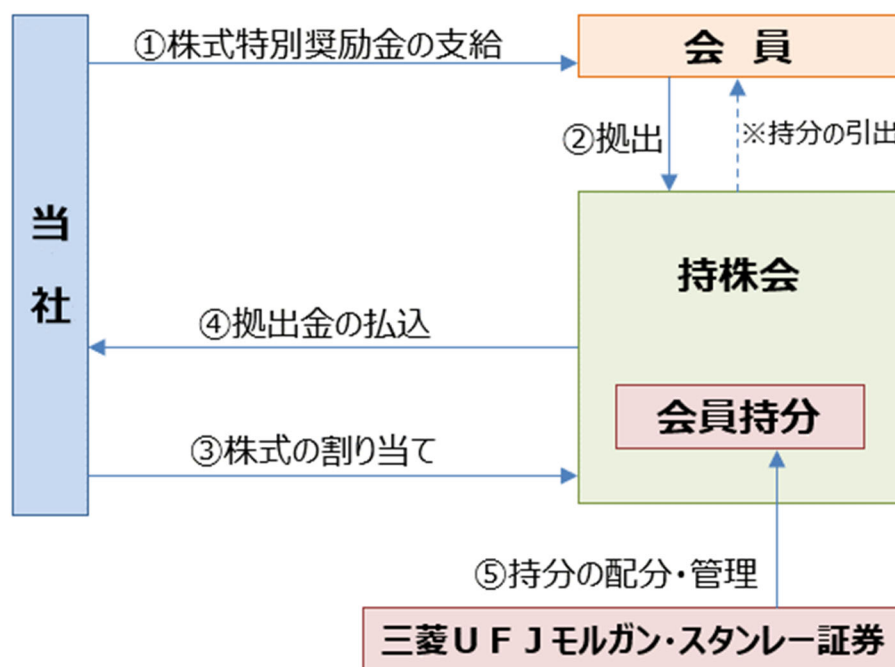 ①株式特別奨励金の支給
会 員
②拠出
※持分の引出
当
社
持株会
④拠出金の払込
会員持分
③株式の割り当て
⑤持分の配分・管理
三菱UFJモルガン・スタンレー証券